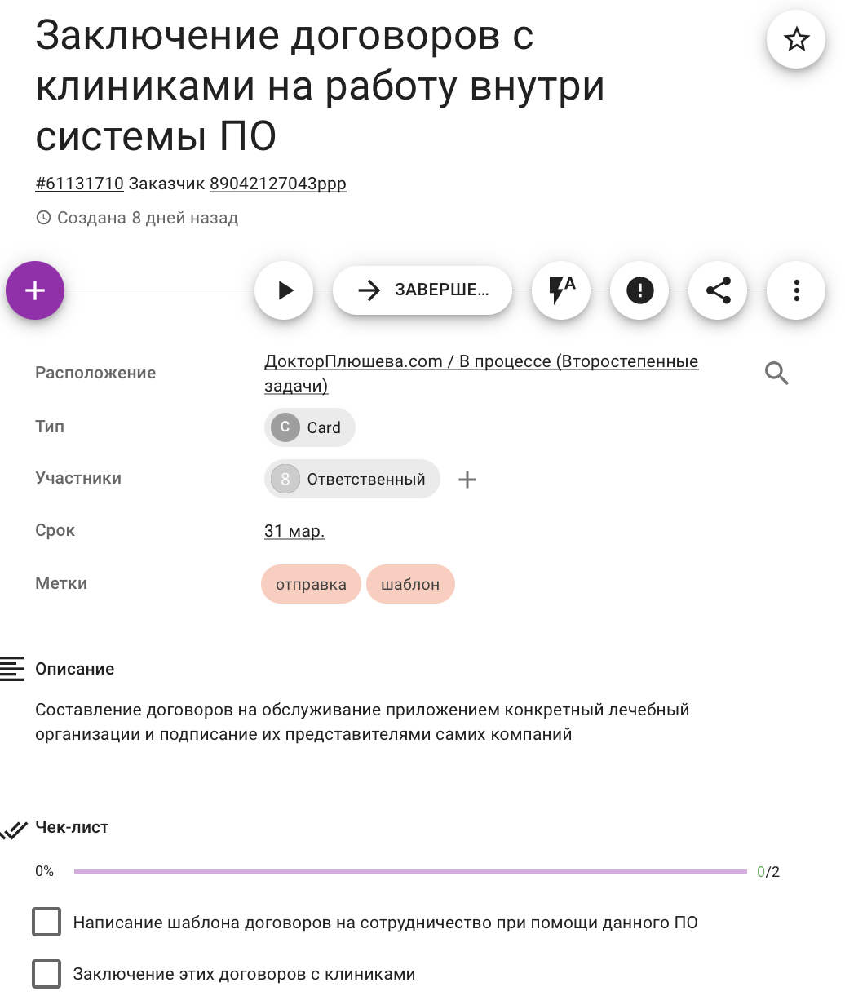 Заключение договоров с
клиниками на работу внутри
системы ПО
#61131710 Заказчик 89042127043ppp
Создана 8 дней назад
ЗАВЕРШЕ...
A
Расположение
ДокторПлюшева.com / В процессе (Второстепенные
задачи)
Тип
C Card
Участники
8 Ответственный
Срок
31 мар.
Метки
отправка шаблон
Описание
Составление договоров на обслуживание приложением конкретный лечебный
организации и подписание их представителями самих компаний
Чек-лист
0%
0/2
Написание шаблона договоров на сотрудничество при помощи данного ПО
Заключение этих договоров с клиниками